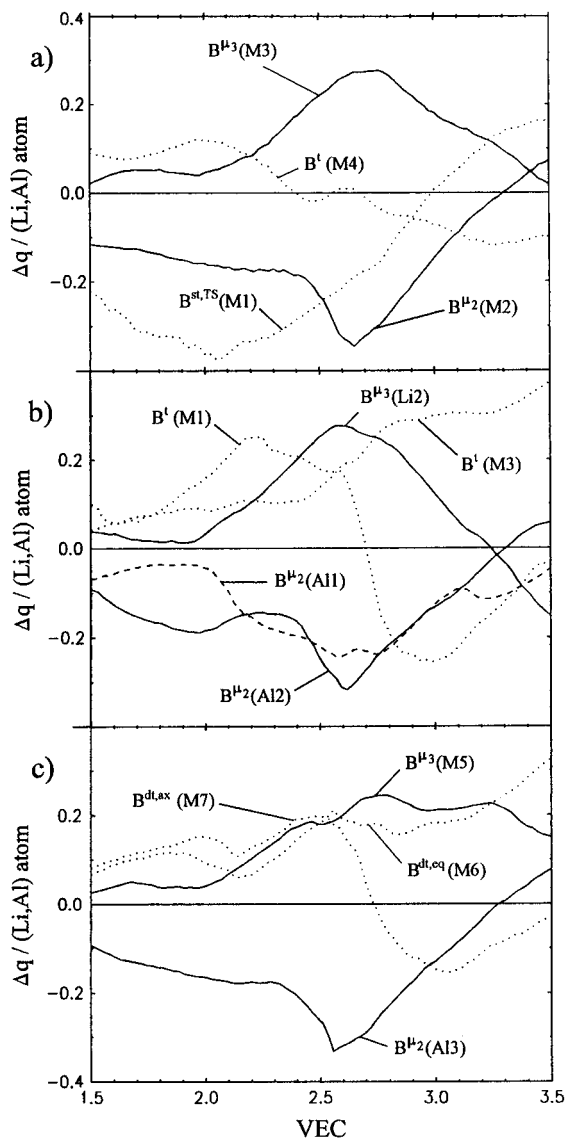 a)
0.4
B^μ3(M3)
0.2
B^t (M4)
0.0
Δq / (Li,Al) atom
−0.2
B^st,TS(M1)
B^μ2(M2)
b)
B^μ3(Li2)
B^t (M1)
0.2
B^t (M3)
0.0
Δq / (Li,Al) atom
B^μ2(Al1)
−0.2
B^μ2(Al2)
c)
B^μ3(M5)
B^dt,ax (M7)
0.2
B^dt,eq(M6)
0.0
Δq / (Li,Al) atom
−0.2
B^μ2(Al3)
−0.4
1.5 2.0 2.5 3.0 3.5
VEC